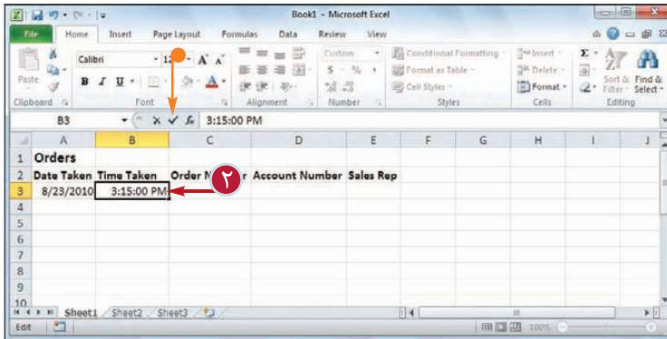 Book1 - Microsoft Excel
File Home Insert Page Layout Formulas Data Review View
Calibri Custom Conditional Formatting Insert Σ
Paste B I U A $ - % , Format as Table Delete Sort & Find &
Cell Styles Format Filter Select
Clipboard Font Alignment Number Styles Cells Editing
B3 fx 3:15:00 PM
A B C D E F G H I J
1 Orders
2 Date Taken Time Taken Order Account Number Sales Rep
3 8/23/2010 3:15:00 PM ۲
4
5
6
7
8
9
10
Sheet1 Sheet2 Sheet3
Edit 100%